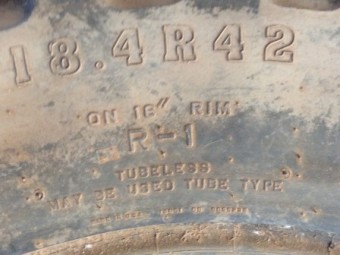 18.4R42
ON 16" RIM
R-1
TUBELESS
MAY BE USED TUBE TYPE